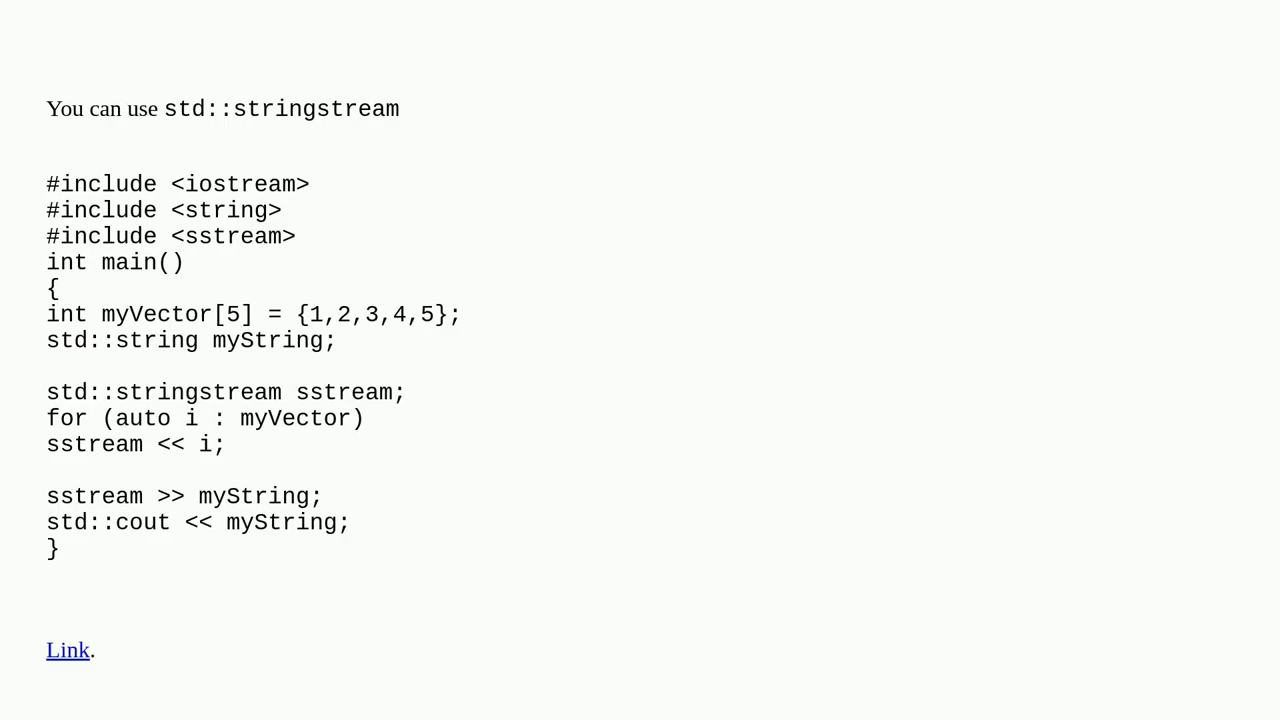 You can use std::stringstream
#include <iostream>
#include <string>
#include <sstream>
int main()
{
int myVector[5] = {1,2,3,4,5};
std::string myString;
std::stringstream sstream;
for (auto i : myVector)
sstream << i;
sstream >> myString;
std::cout << myString;
}
Link.